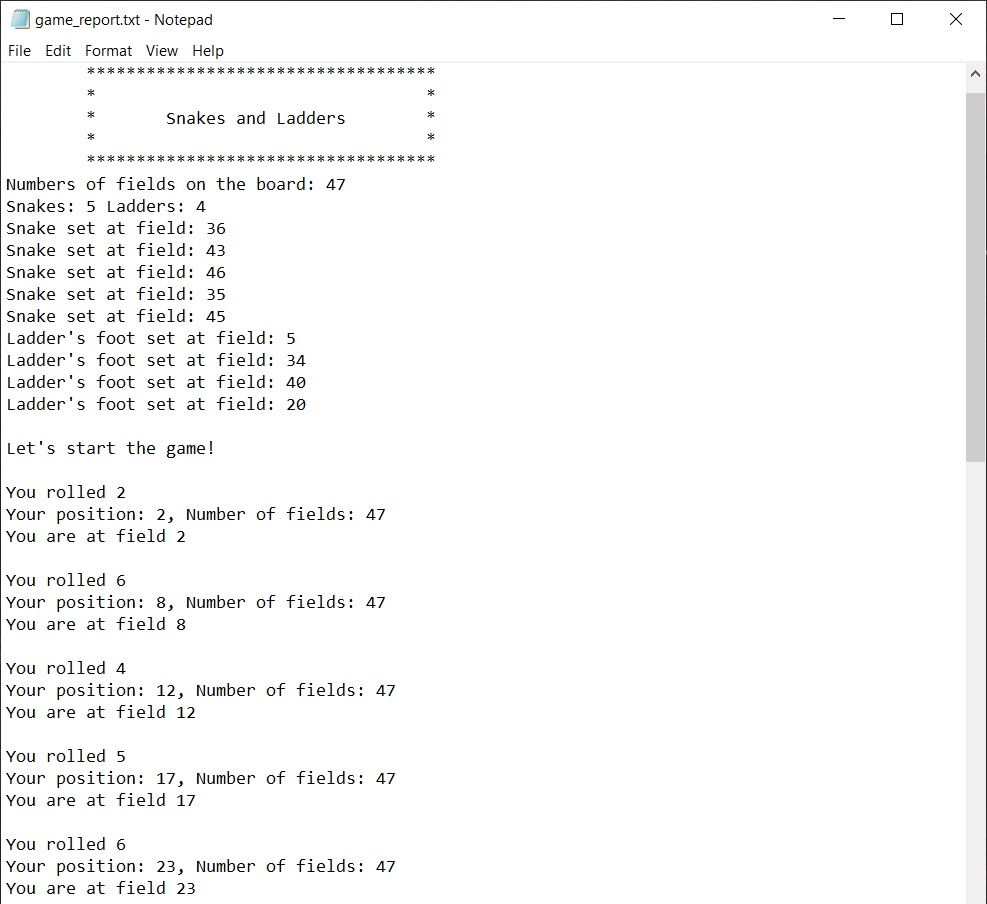 game_report.txt - Notepad
File Edit Format View Help
***********************************
* *
* Snakes and Ladders *
* *
***********************************
Numbers of fields on the board: 47
Snakes: 5 Ladders: 4
Snake set at field: 36
Snake set at field: 43
Snake set at field: 46
Snake set at field: 35
Snake set at field: 45
Ladder's foot set at field: 5
Ladder's foot set at field: 34
Ladder's foot set at field: 40
Ladder's foot set at field: 20
Let's start the game!
You rolled 2
Your position: 2, Number of fields: 47
You are at field 2
You rolled 6
Your position: 8, Number of fields: 47
You are at field 8
You rolled 4
Your position: 12, Number of fields: 47
You are at field 12
You rolled 5
Your position: 17, Number of fields: 47
You are at field 17
You rolled 6
Your position: 23, Number of fields: 47
You are at field 23